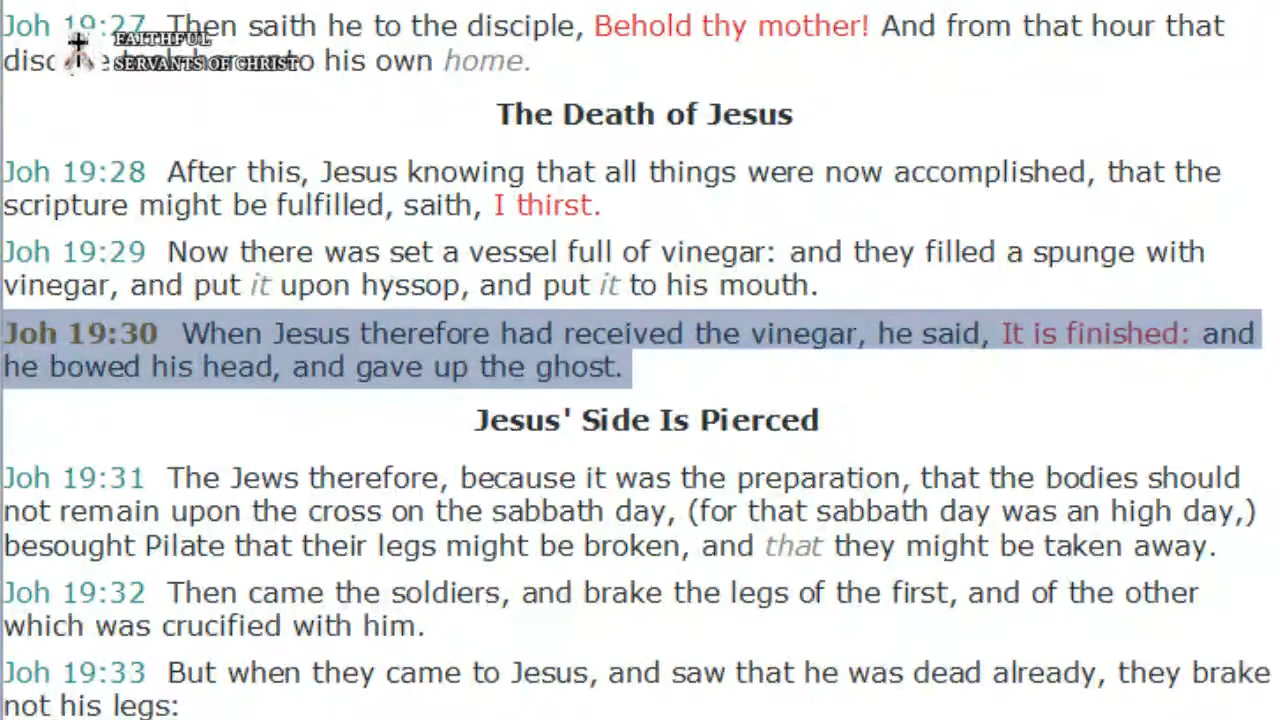 Joh 19:27 Then saith he to the disciple, Behold thy mother! And from that hour that
FAITHFUL
SERVANTS OF CHRIST
his own home.
The Death of Jesus
Joh 19:28 After this, Jesus knowing that all things were now accomplished, that the
scripture might be fulfilled, saith, I thirst.
Joh 19:29 Now there was set a vessel full of vinegar: and they filled a spunge with
vinegar, and put it upon hyssop, and put it to his mouth.
Joh 19:30 When Jesus therefore had received the vinegar, he said, It is finished: and
he bowed his head, and gave up the ghost.
Jesus' Side Is Pierced
Joh 19:31 The Jews therefore, because it was the preparation, that the bodies should
not remain upon the cross on the sabbath day, (for that sabbath day was an high day,)
besought Pilate that their legs might be broken, and that they might be taken away.
Joh 19:32 Then came the soldiers, and brake the legs of the first, and of the other
which was crucified with him.
Joh 19:33 But when they came to Jesus, and saw that he was dead already, they brake
not his legs: